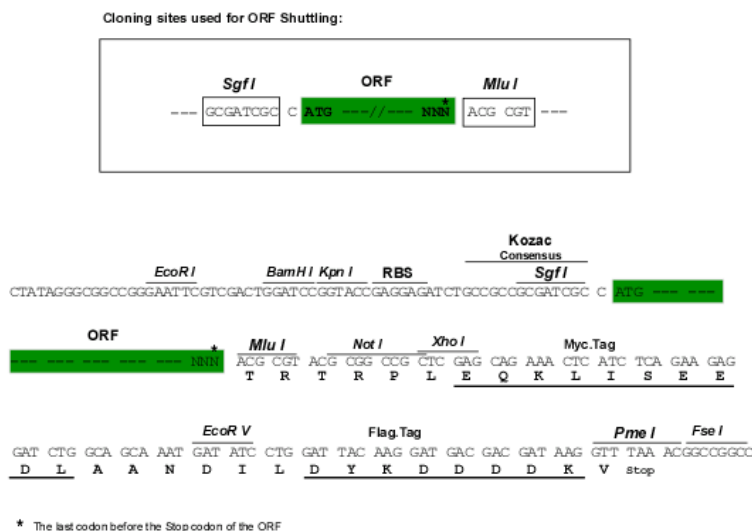 Cloning sites used for ORF Shuttling:
Sgf I ORF Mlu I
--- GCGATCGC C ATG ---//--- NNN* ACG CGT ---
Kozac
Consensus
EcoR I BamH I Kpn I RBS Sgf I
CTATAGGGCGGCCGGGAATTCGTCGACTGGATCCGGTACCGAGGAGATCTGCCGCCGCGATCGC C ATG --- ---
ORF Mlu I Not I Xho I Myc.Tag
--- --- --- --- --- --- NNN* ACG CGT ACG CGG CCG CTC GAG CAG AAA CTC ATC TCA GAA GAG
T R T R P L E Q K L I S E E
EcoR V Flag.Tag Pme I Fse I
GAT CTG GCA GCA AAT GAT ATC CTG GAT TAC AAG GAT GAC GAC GAT AAG GTT TAA ACGGCCGGCC
D L A A N D I L D Y K D D D D K V Stop
* The last codon before the Stop codon of the ORF